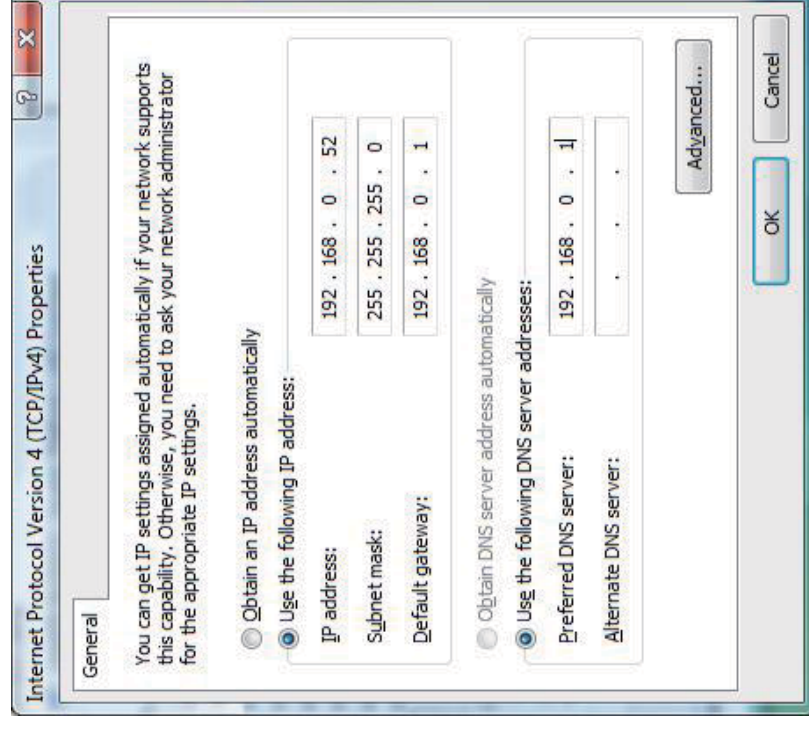 Internet Protocol Version 4 (TCP/IPv4) Properties
? X
General
You can get IP settings assigned automatically if your network supports
this capability. Otherwise, you need to ask your network administrator
for the appropriate IP settings.
Obtain an IP address automatically
Use the following IP address:
IP address: 192 . 168 . 0 . 52
Subnet mask: 255 . 255 . 255 . 0
Default gateway: 192 . 168 . 0 . 1
Obtain DNS server address automatically
Use the following DNS server addresses:
Preferred DNS server: 192 . 168 . 0 . 1
Alternate DNS server: . . .
Advanced...
OK Cancel